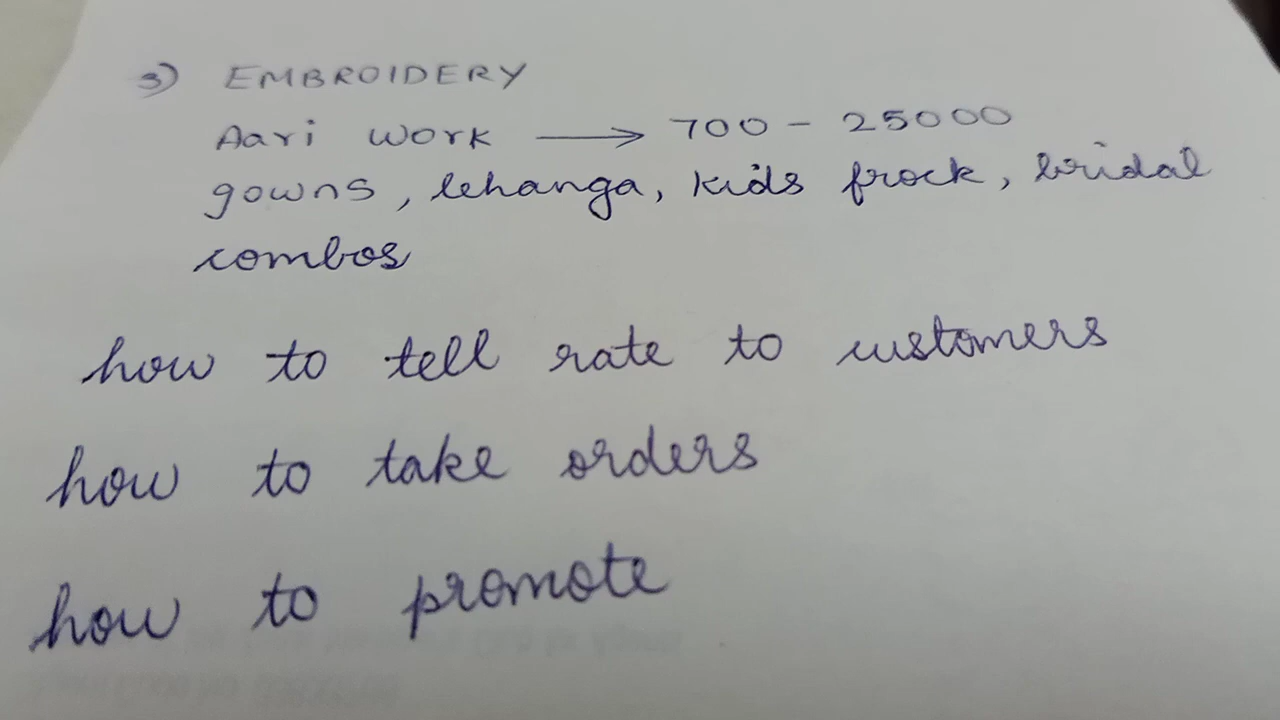 3) EMBROIDERY
Aari work → 700 - 25000
gowns, lehanga, kids frock, bridal
combos
how to tell rate to customers
how to take orders
how to promote